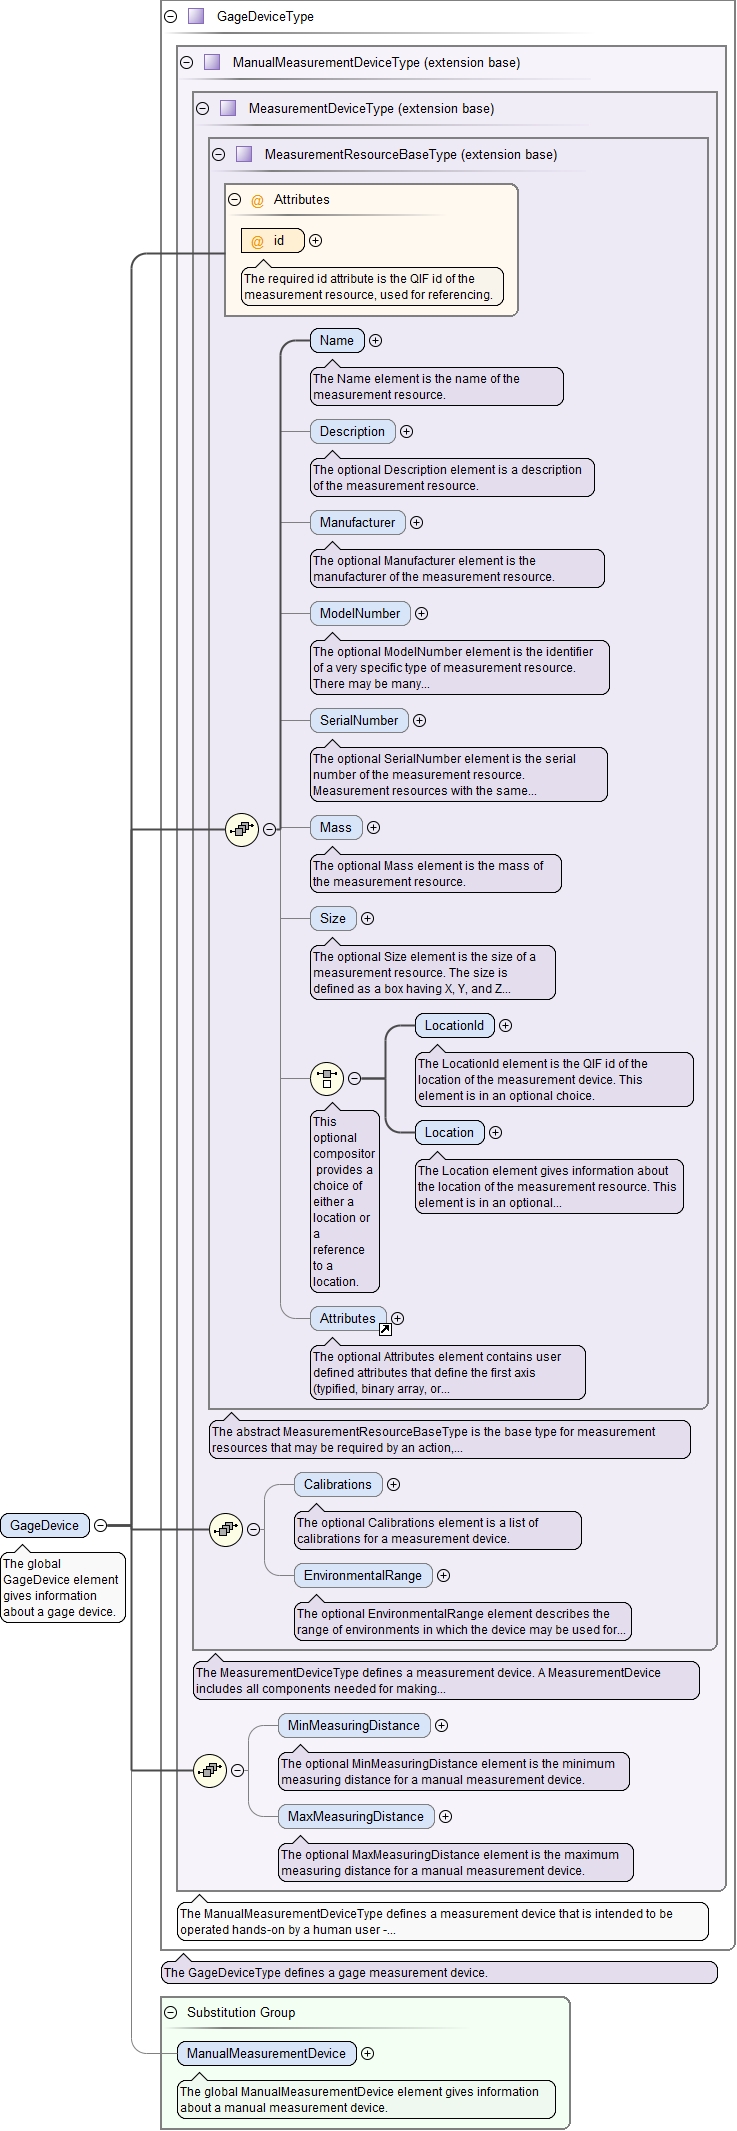 GageDeviceType
ManualMeasurementDeviceType (extension base)
MeasurementDeviceType (extension base)
MeasurementResourceBaseType (extension base)
@ Attributes
@ id
The required id attribute is the QIF id of the
measurement resource, used for referencing.
Name
The Name element is the name of the
measurement resource.
Description
The optional Description element is a description
of the measurement resource.
Manufacturer
The optional Manufacturer element is the
manufacturer of the measurement resource.
ModelNumber
The optional ModelNumber element is the identifier
of a very specific type of measurement resource.
There may be many...
SerialNumber
The optional SerialNumber element is the serial
number of the measurement resource.
Measurement resources with the same...
Mass
The optional Mass element is the mass of
the measurement resource.
Size
The optional Size element is the size of a
measurement resource. The size is
defined as a box having X, Y, and Z...
LocationId
The LocationId element is the QIF id of the
location of the measurement device. This
element is in an optional choice.
Location
The Location element gives information about
the location of the measurement resource. This
element is in an optional...
This
optional
compositor
provides a
choice of
either a
location or
a
reference
to a
location.
Attributes
The optional Attributes element contains user
defined attributes that define the first axis
(typified, binary array, or...
The abstract MeasurementResourceBaseType is the base type for measurement
resources that may be required by an action,...
Calibrations
The optional Calibrations element is a list of
calibrations for a measurement device.
GageDevice
The global
GageDevice element
gives information
about a gage device.
EnvironmentalRange
The optional EnvironmentalRange element describes the
range of environments in which the device may be used for...
The MeasurementDeviceType defines a measurement device. A MeasurementDevice
includes all components needed for making...
MinMeasuringDistance
The optional MinMeasuringDistance element is the minimum
measuring distance for a manual measurement device.
MaxMeasuringDistance
The optional MaxMeasuringDistance element is the maximum
measuring distance for a manual measurement device.
The ManualMeasurementDeviceType defines a measurement device that is intended to be
operated hands-on by a human user -...
The GageDeviceType defines a gage measurement device.
Substitution Group
ManualMeasurementDevice
The global ManualMeasurementDevice element gives information
about a manual measurement device.